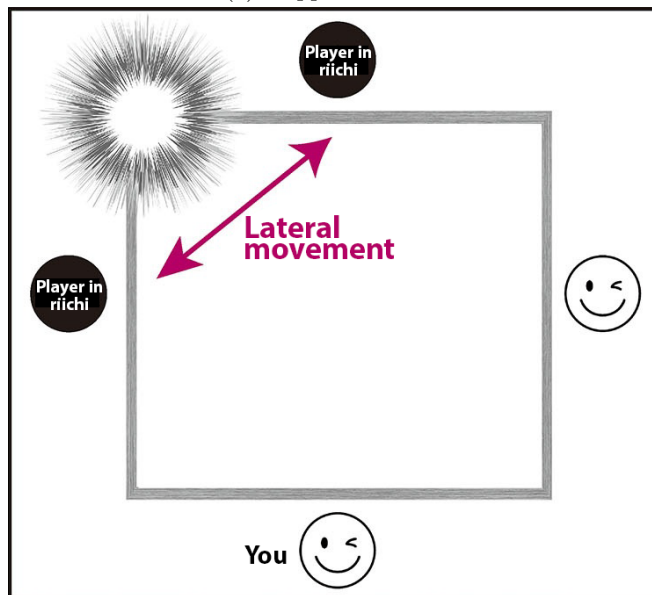 Player in
riichi
Lateral
movement
Player in
riichi
You